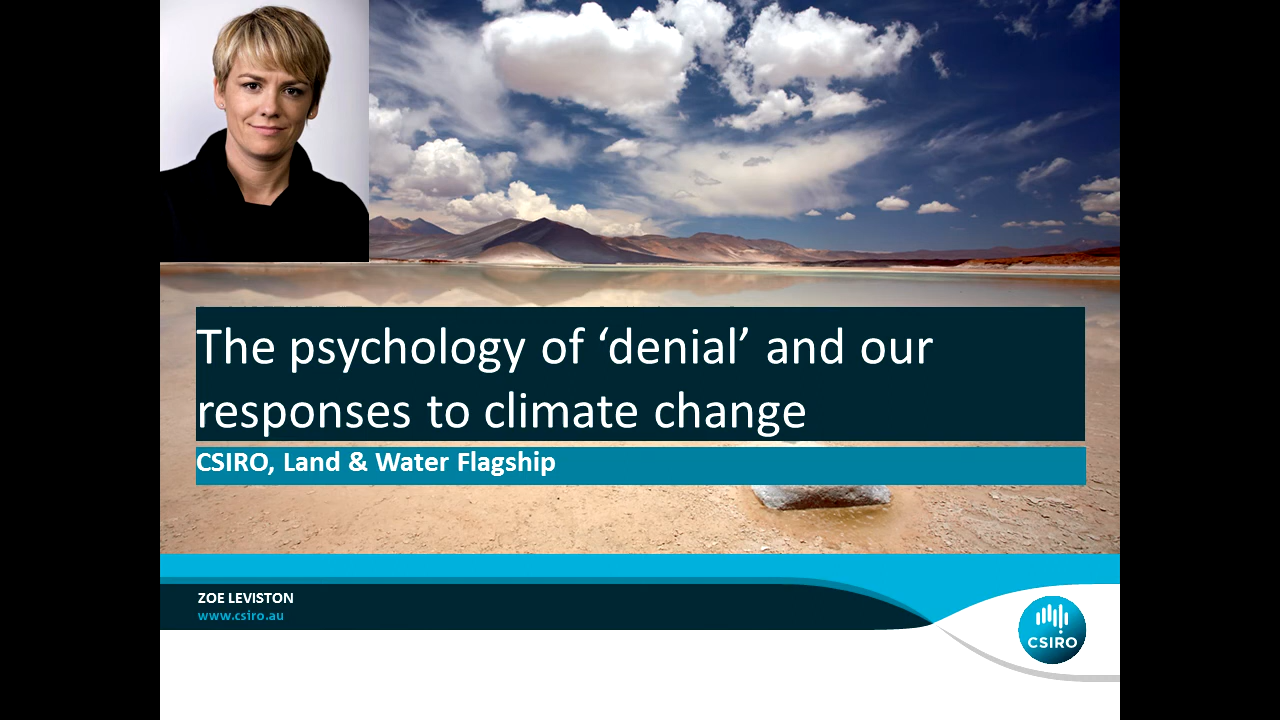 The psychology of ‘denial’ and our
responses to climate change
CSIRO, Land & Water Flagship
ZOE LEVISTON
www.csiro.au
CSIRO